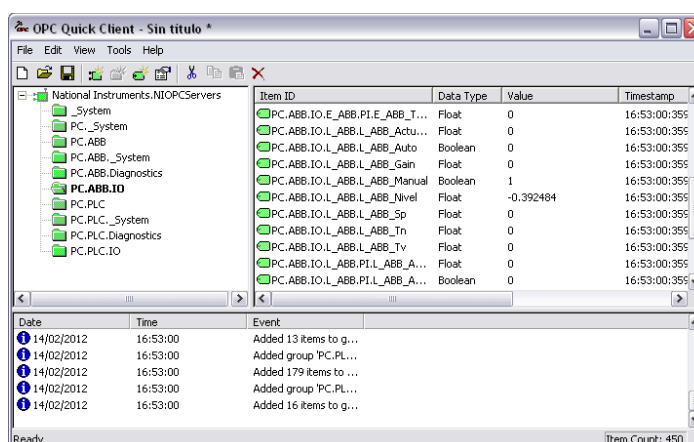 OPC Quick Client - Sin título *
File Edit View Tools Help
National Instruments.NIOPCServers
_System
PC._System
PC.ABB
PC.ABB._System
PC.ABB.Diagnostics
PC.ABB.IO
PC.PLC
PC.PLC._System
PC.PLC.Diagnostics
PC.PLC.IO
Item ID Data Type Value Timestamp
PC.ABB.IO.E_ABB.PI.E_ABB_T... Float 0 16:53:00:359
PC.ABB.IO.L_ABB.L_ABB_Actu... Float 0 16:53:00:359
PC.ABB.IO.L_ABB.L_ABB_Auto Boolean 0 16:53:00:359
PC.ABB.IO.L_ABB.L_ABB_Gain Float 0 16:53:00:359
PC.ABB.IO.L_ABB.L_ABB_Manual Boolean 1 16:53:00:359
PC.ABB.IO.L_ABB.L_ABB_Nivel Float -0.392484 16:53:00:359
PC.ABB.IO.L_ABB.L_ABB_Sp Float 0 16:53:00:359
PC.ABB.IO.L_ABB.L_ABB_Tn Float 0 16:53:00:359
PC.ABB.IO.L_ABB.L_ABB_Tv Float 0 16:53:00:359
PC.ABB.IO.L_ABB.PI.L_ABB_A... Float 0 16:53:00:359
PC.ABB.IO.L_ABB.PI.L_ABB_A... Boolean 0 16:53:00:359
Date Time Event
14/02/2012 16:53:00 Added 13 items to g...
14/02/2012 16:53:00 Added group 'PC.PL...
14/02/2012 16:53:00 Added 179 items to ...
14/02/2012 16:53:00 Added group 'PC.PL...
14/02/2012 16:53:00 Added 16 items to g...
Ready Item Count: 450